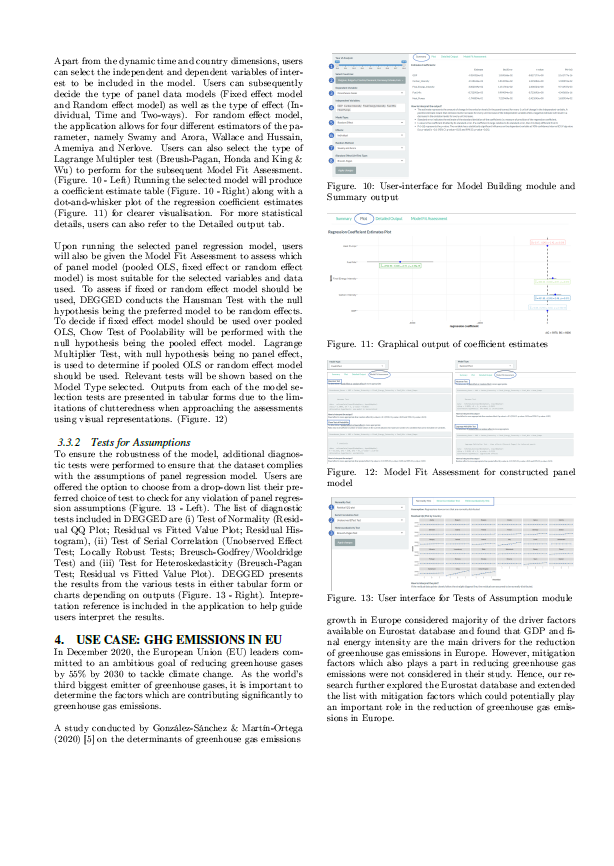 Apart from the dynamic time and country dimensions, users
can select the independent and dependent variables of inter-
est to be included in the model. Users can subsequently
decide the type of panel data models (Fixed effect model
and Random effect model) as well as the type of effect (In-
dividual, Time and Two-ways). For random effect model,
the application allows for four different estimators of the pa-
rameter, namely Swamy and Arora, Wallace and Hussain,
Amemiya and Nerlove. Users can also select the type of
Lagrange Multipler test (Breush-Pagan, Honda and King &
Wu) to perform for the subsequent Model Fit Assessment.
(Figure. 10 - Left) Running the selected model will produce
a coefficient estimate table (Figure. 10 - Right) along with a
dot-and-whisker plot of the regression coefficient estimates
(Figure. 11) for clearer visualisation. For more statistical
details, users can also refer to the Detailed output tab.
Upon running the selected panel regression model, users
will also be given the Model Fit Assessment to assess which
of panel model (pooled OLS, fixed effect or random effect
model) is most suitable for the selected variables and data
used. To assess if fixed or random effect model should be
used, DEGGED conducts the Hausman Test with the null
hypothesis being the preferred model to be random effects.
To decide if fixed effect model should be used over pooled
OLS, Chow Test of Poolability will be performed with the
null hypothesis being the pooled effect model. Lagrange
Multiplier Test, with null hypothesis being no panel effect,
is used to determine if pooled OLS or random effect model
should be used. Relevant tests will be shown based on the
Model Type selected. Outputs from each of the model se-
lection tests are presented in tabular forms due to the lim-
itations of clutteredness when approaching the assessments
using visual representations. (Figure. 12)
3.3.2 Tests for Assumptions
To ensure the robustness of the model, additional diagnos-
tic tests were performed to ensure that the dataset complies
with the assumptions of panel regression model. Users are
offered the option to choose from a drop-down list their pre-
ferred choice of test to check for any violation of panel regres-
sion assumptions (Figure. 13 - Left). The list of diagnostic
tests included in DEGGED are (i) Test of Normality (Resid-
ual QQ Plot; Residual vs Fitted Value Plot; Residual His-
togram), (ii) Test of Serial Correlation (Unobserved Effect
Test; Locally Robust Tests; Breusch-Godfrey/Wooldridge
Test) and (iii) Test for Heteroskedasticity (Breusch-Pagan
Test; Residual vs Fitted Value Plot). DEGGED presents
the results from the various tests in either tabular form or
charts depending on outputs (Figure. 13 - Right). Intepre-
tation reference is included in the application to help guide
users interpret the results.
4. USE CASE: GHG EMISSIONS IN EU
In December 2020, the European Union (EU) leaders com-
mitted to an ambitious goal of reducing greenhouse gases
by 55% by 2030 to tackle climate change. As the world's
third biggest emitter of greenhouse gases, it is important to
determine the factors which are contributing significantly to
greenhouse gas emissions.
A study conducted by González-Sánchez & Martín-Ortega
(2020) [5] on the determinants of greenhouse gas emissions
Figure. 10: User-interface for Model Building module and
Summary output
Summary Plot Detailed Output Model Fit Assessment
Regression Coefficient Estimates Plot
regression coefficient
Figure. 11: Graphical output of coefficient estimates
Figure. 12: Model Fit Assessment for constructed panel
model
Figure. 13: User interface for Tests of Assumption module
growth in Europe considered majority of the driver factors
available on Eurostat database and found that GDP and fi-
nal energy intensity are the main drivers for the reduction
of greenhouse gas emissions in Europe. However, mitigation
factors which also plays a part in reducing greenhouse gas
emissions were not considered in their study. Hence, our re-
search further explored the Eurostat database and extended
the list with mitigation factors which could potentially play
an important role in the reduction of greenhouse gas emis-
sions in Europe.